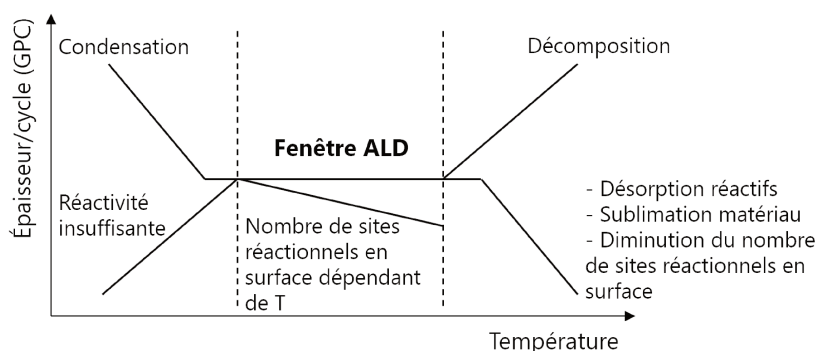 Épaisseur/cycle (GPC)
Condensation
Décomposition
Fenêtre ALD
Réactivité
insuffisante
Nombre de sites
réactionnels en
surface dépendant
de T
- Désorption réactifs
- Sublimation matériau
- Diminution du nombre
de sites réactionnels en
surface
Température